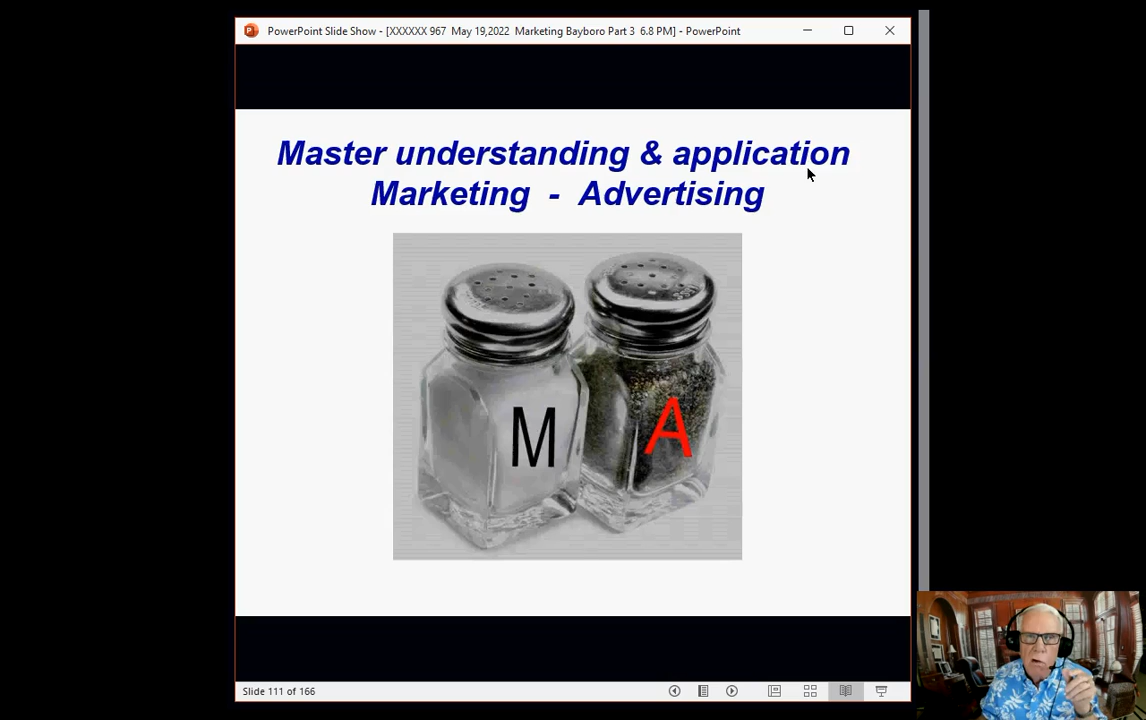 PowerPoint Slide Show - [XXXXXX 967 May 19,2022 Marketing Bayboro Part 3 6.8 PM] - PowerPoint
Master understanding & application
Marketing - Advertising
M
A
Slide 111 of 166